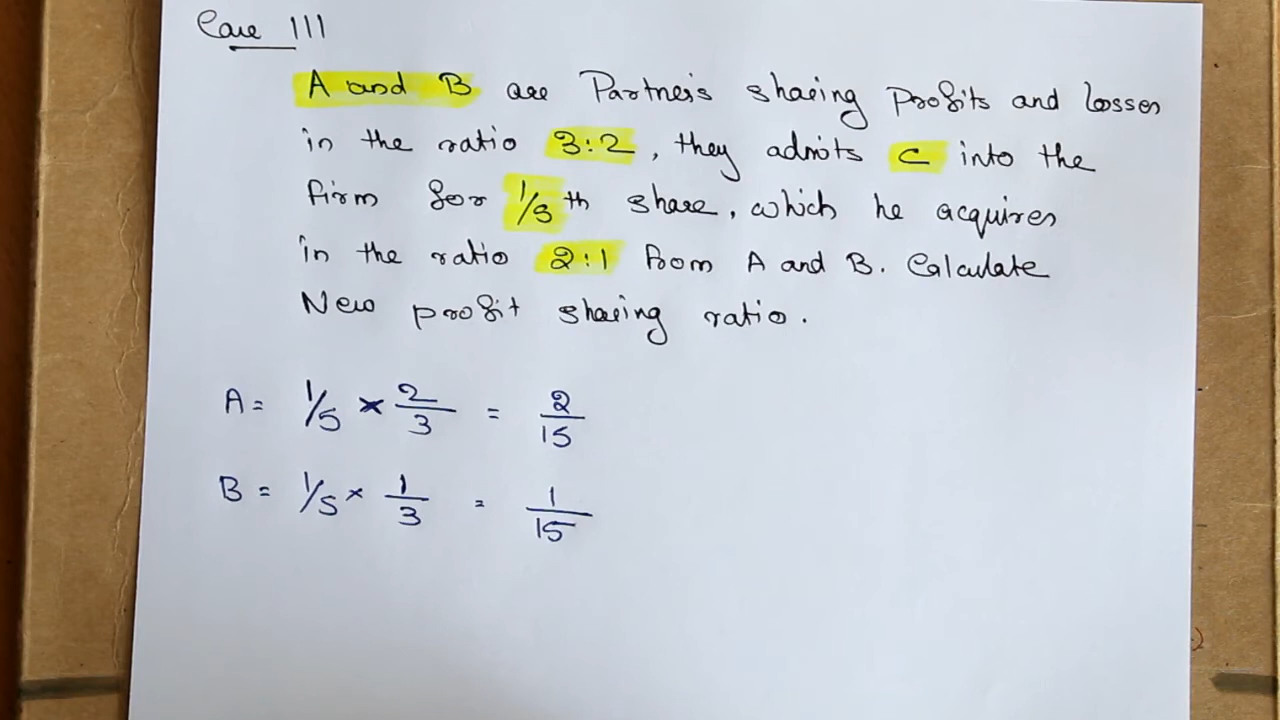 Case III
A and B are Partners sharing Profits and losses
in the ratio 3:2, they admits C into the
firm for 1/5th share, which he acquires
in the ratio 2:1 from A and B. Calculate
New profit sharing ratio.
A = 1/5 × 2/3 = 2/15
B = 1/5 × 1/3 = 1/15